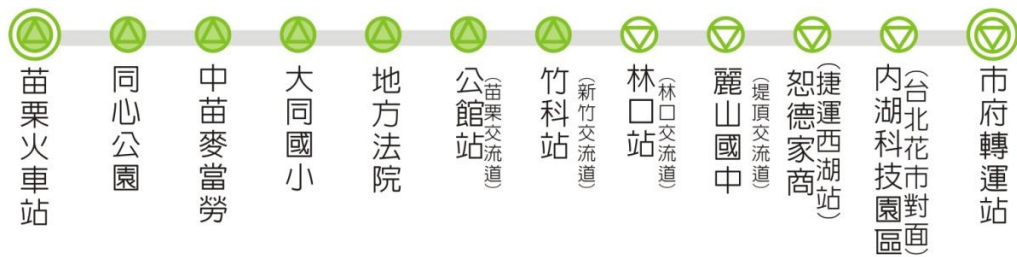 苗栗火車站
同心公園
中苗麥當勞
大同國小
地方法院
公館站
(苗栗交流道)
竹科站
(新竹交流道)
林口站
(林口交流道)
麗山國中
(堤頂交流道)
恕德家商
(捷運西湖站)
內湖科技園區
(台北花市對面)
市府轉運站